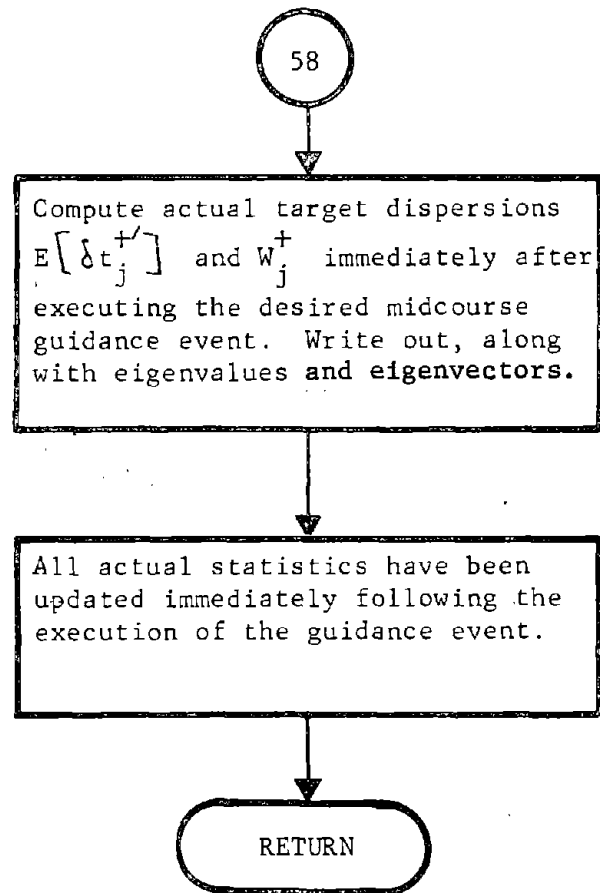 58
Compute actual target dispersions
E[δt_j^{+'}] and W_j^+ immediately after
executing the desired midcourse
guidance event. Write out, along
with eigenvalues and eigenvectors.
All actual statistics have been
updated immediately following the
execution of the guidance event.
RETURN